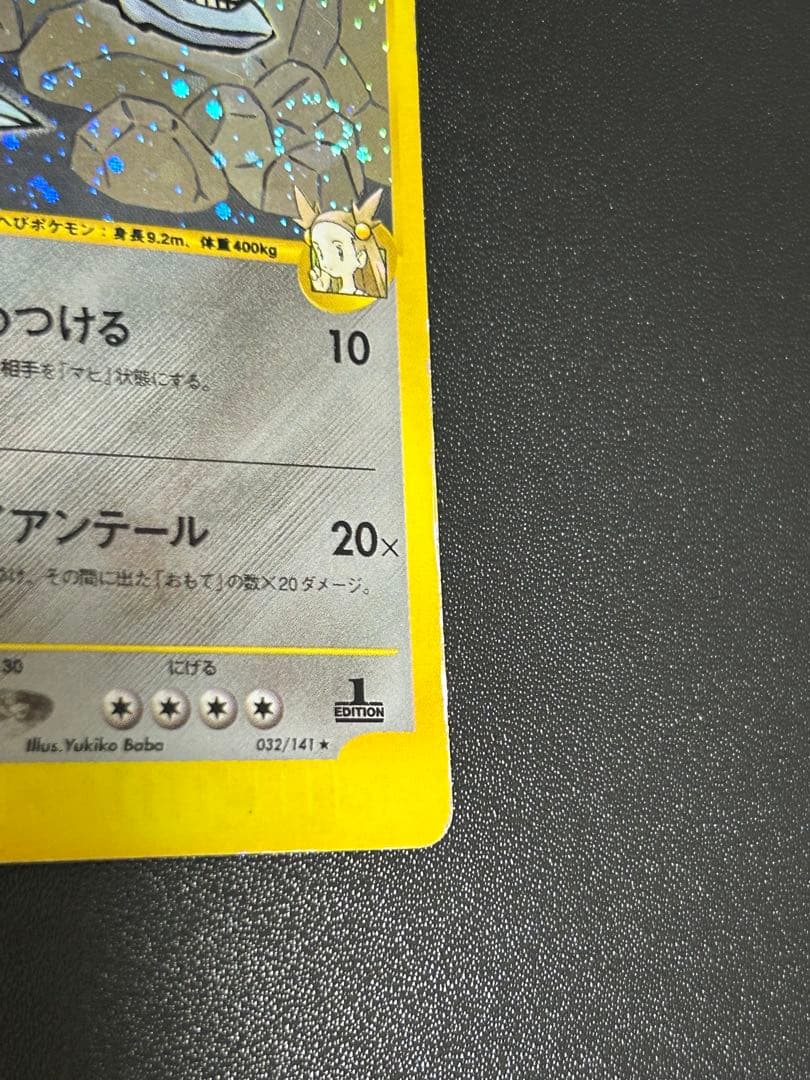 へびポケモン：身長9.2m、体重400kg
つける 10
相手を「マヒ」状態にする。
アンテール 20×
その間に出た「おもて」の数×20ダメージ。
30 にげる
1 EDITION
Illus. Yukiko Baba 032/141 ★